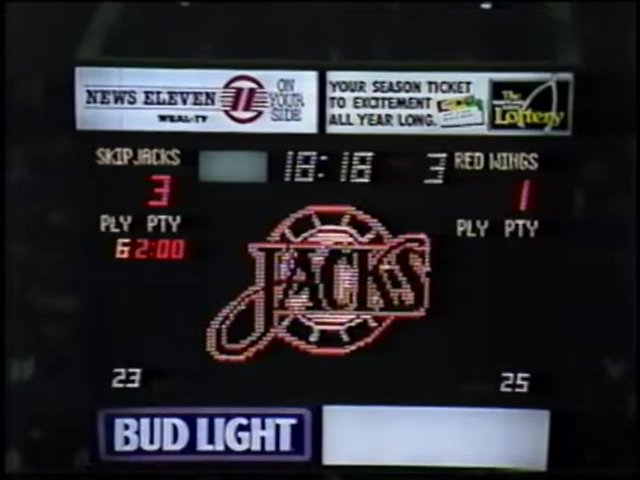 NEWS ELEVEN 11 ON YOUR SIDE
WBAL-TV
YOUR SEASON TICKET
TO EXCITEMENT
ALL YEAR LONG.
The
Lottery
SKIPJACKS 18:18 3 RED WINGS
3 1
PLY PTY PLY PTY
6 2:00
JACKS
23 25
BUD LIGHT